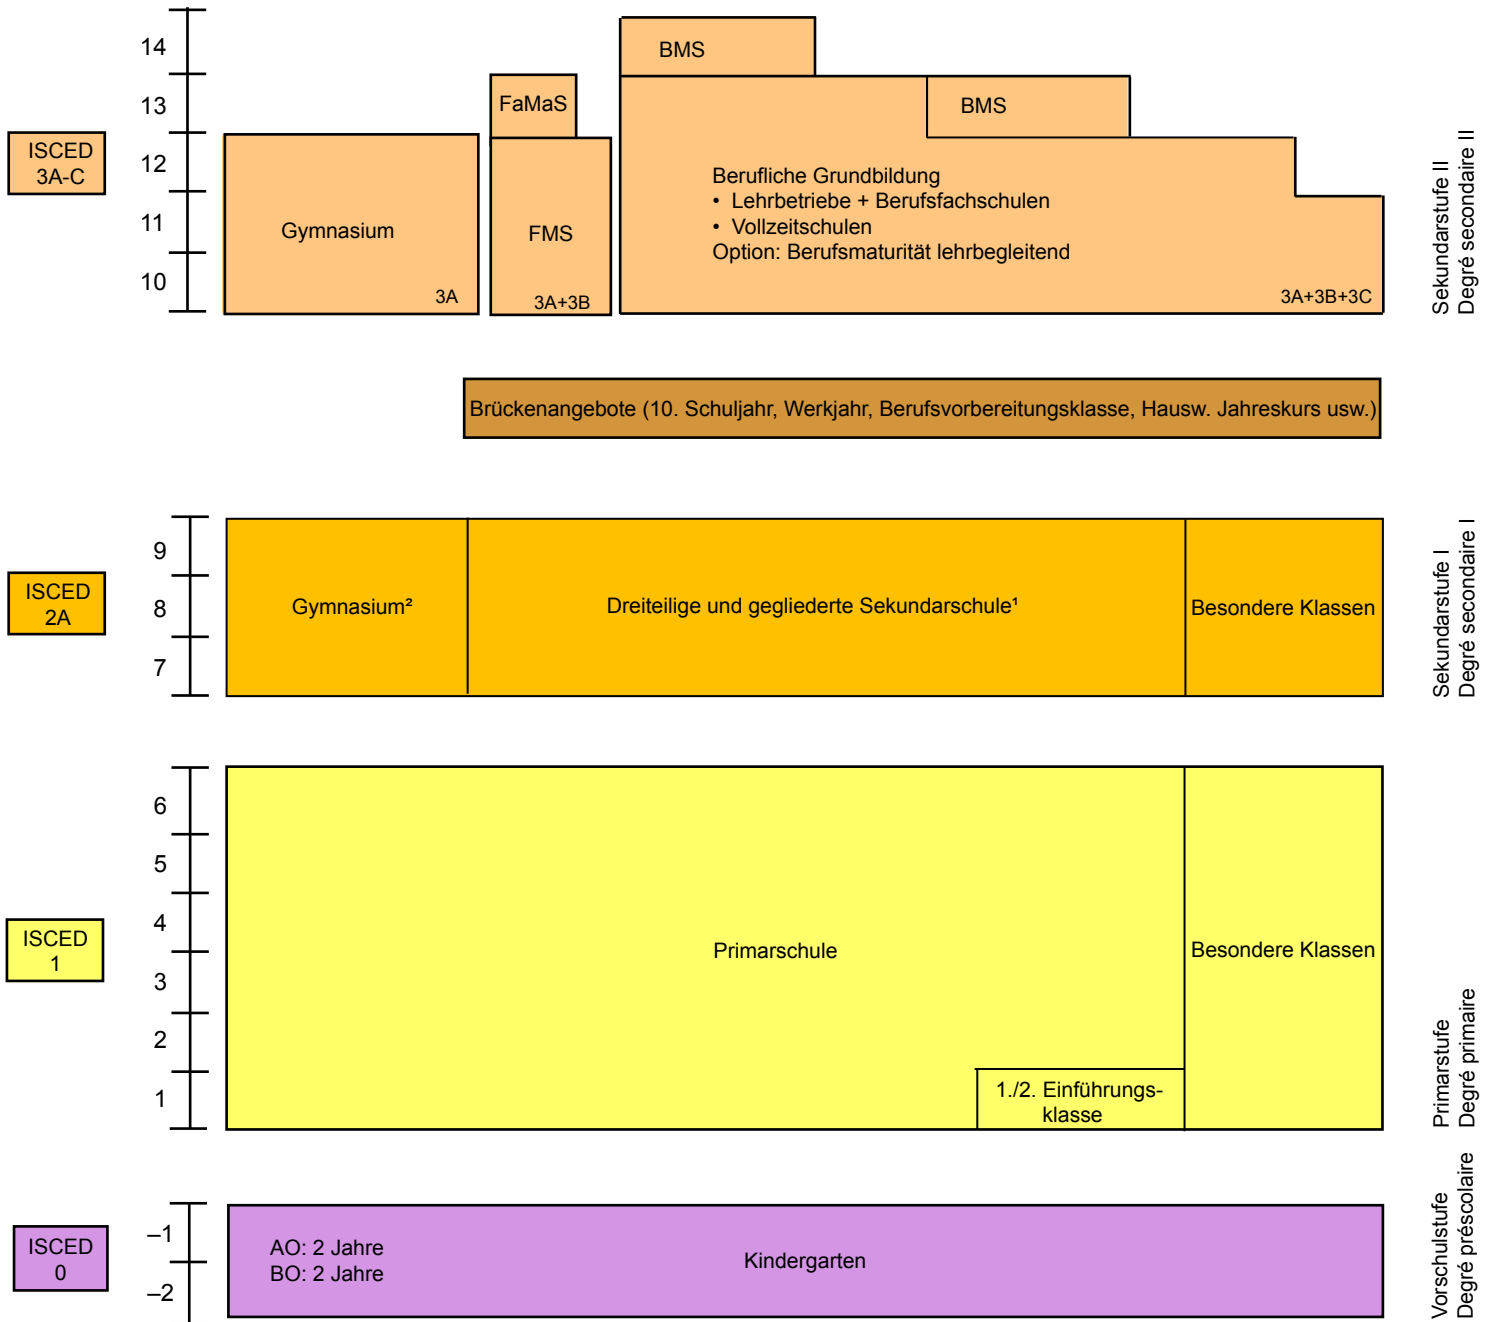 14
BMS
13
FaMaS
BMS
ISCED
3A-C
12
11
10
Gymnasium
3A
FMS
3A+3B
Berufliche Grundbildung
• Lehrbetriebe + Berufsfachschulen
• Vollzeitschulen
Option: Berufsmaturität lehrbegleitend
3A+3B+3C
Sekundarstufe II
Degré secondaire II
Brückenangebote (10. Schuljahr, Werkjahr, Berufsvorbereitungsklasse, Hausw. Jahreskurs usw.)
ISCED
2A
9
8
7
Gymnasium²
Dreiteilige und gegliederte Sekundarschule¹
Besondere Klassen
Sekundarstufe I
Degré secondaire I
ISCED
1
6
5
4
3
2
1
Primarschule
Besondere Klassen
1./2. Einführungs-
klasse
Primarstufe
Degré primaire
ISCED
0
–1
–2
AO: 2 Jahre
BO: 2 Jahre
Kindergarten
Vorschulstufe
Degré préscolaire